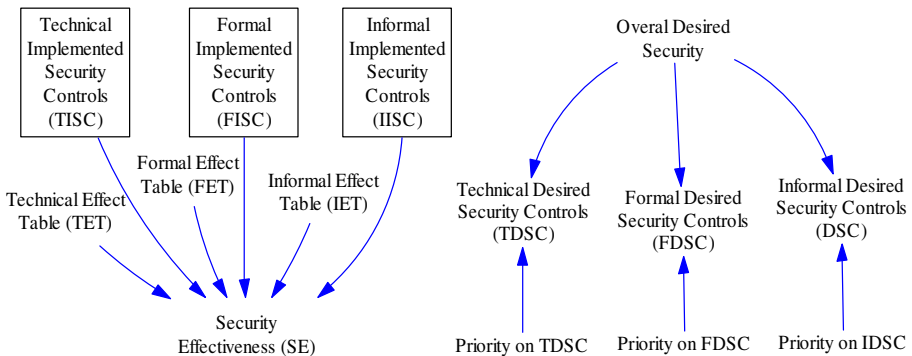 Technical
Implemented
Security
Controls
(TISC)
Formal
Implemented
Security
Controls
(FISC)
Informal
Implemented
Security
Controls
(IISC)
Technical Effect
Table (TET)
Formal Effect
Table (FET)
Informal Effect
Table (IET)
Security
Effectiveness (SE)
Overal Desired
Security
Technical Desired
Security Controls
(TDSC)
Formal Desired
Security Controls
(FDSC)
Informal Desired
Security Controls
(DSC)
Priority on TDSC
Priority on FDSC
Priority on IDSC